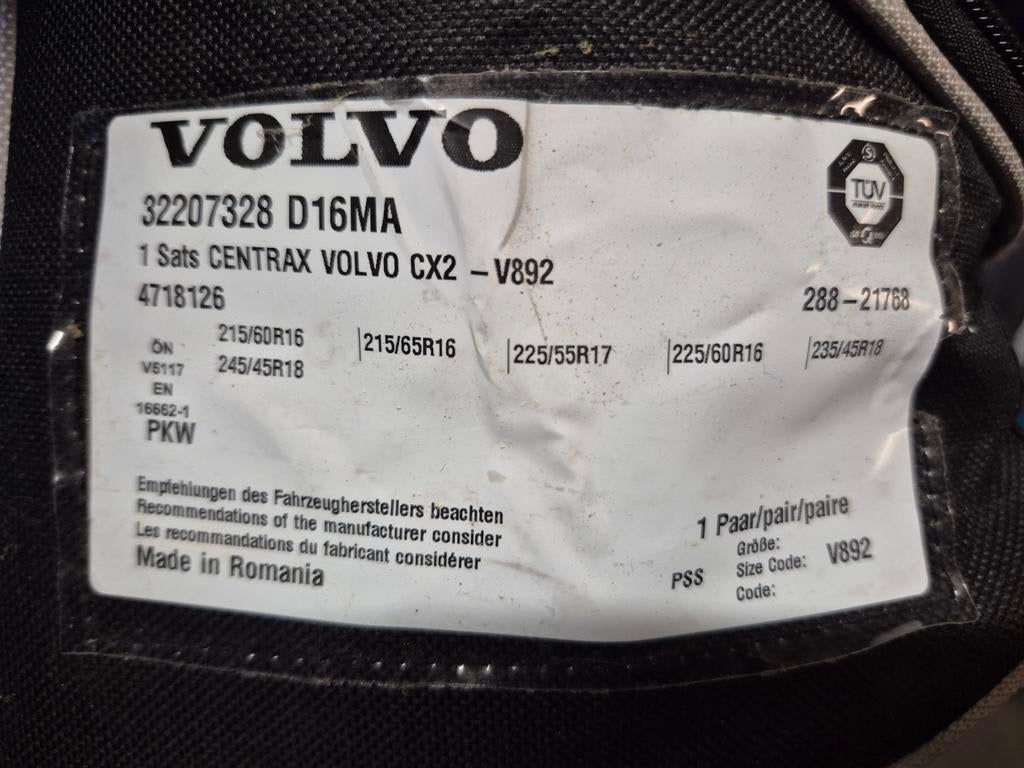 VOLVO
32207328 D16MA
1 Sats CENTRAX VOLVO CX2 – V892
4718126
288–21768
TÜV
ÖN
V5117
EN
16662-1
PKW
215/60R16 |215/65R16 |225/55R17 |225/60R16 |235/45R18
245/45R18
Empfehlungen des Fahrzeugherstellers beachten
Recommendations of the manufacturer consider
Les recommandations du fabricant considérer
Made in Romania
1 Paar/pair/paire
PSS
Größe:
Size Code: V892
Code: